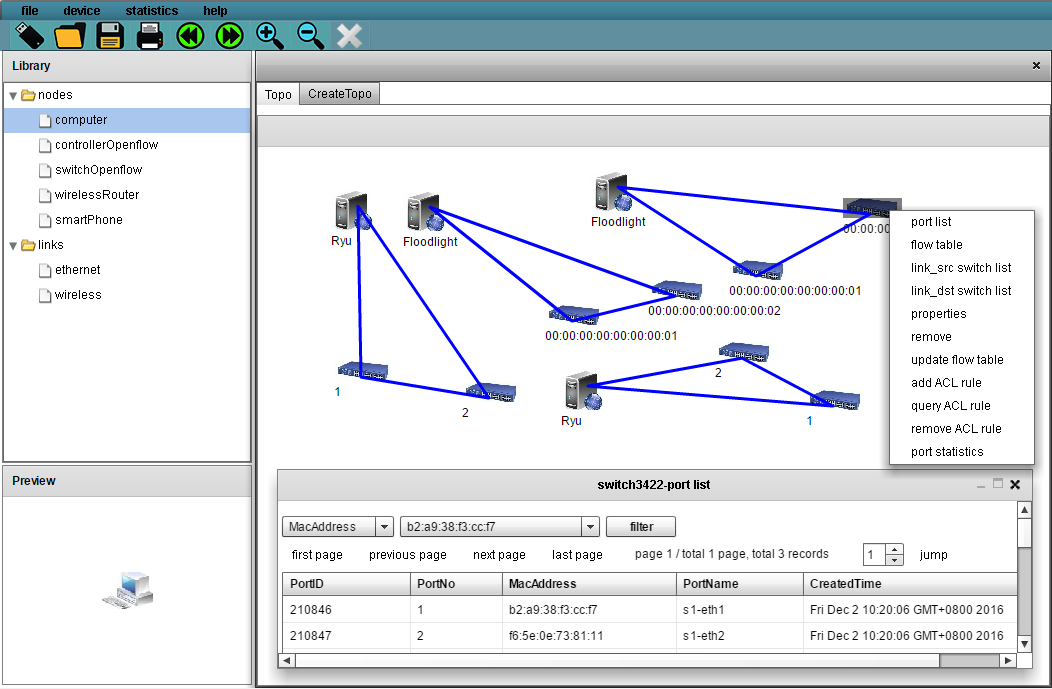 file device statistics help
Library
Topo CreateTopo
nodes
computer
controllerOpenflow
switchOpenflow
wirelessRouter
smartPhone
links
ethernet
wireless
Preview
Ryu
Floodlight
Floodlight
00:00:00
00:00:00:00:00:00:00:01
00:00:00:00:00:00:00:02
00:00:00:00:00:00:00:01
1
2
2
Ryu
1
port list
flow table
link_src switch list
link_dst switch list
properties
remove
update flow table
add ACL rule
query ACL rule
remove ACL rule
port statistics
switch3422-port list
MacAddress b2:a9:38:f3:cc:f7 filter
first page previous page next page last page page 1 / total 1 page, total 3 records 1 jump
PortID PortNo MacAddress PortName CreatedTime
210846 1 b2:a9:38:f3:cc:f7 s1-eth1 Fri Dec 2 10:20:06 GMT+0800 2016
210847 2 f6:5e:0e:73:81:11 s1-eth2 Fri Dec 2 10:20:06 GMT+0800 2016